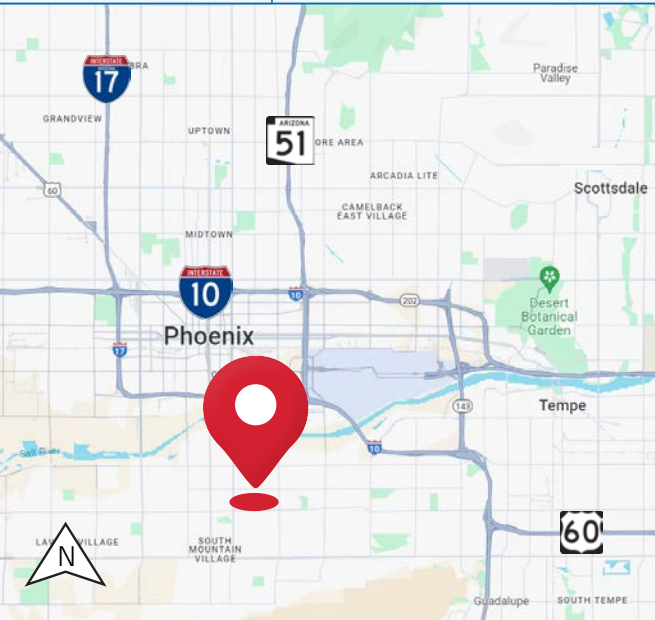 INTERSTATE
ARIZONA
17
BRA
Paradise
Valley
GRANDVIEW
UPTOWN
ARIZONA
51
ORE AREA
ARCADIA LITE
60
Scottsdale
CAMELBACK
EAST VILLAGE
MIDTOWN
INTERSTATE
10
10
202
Desert
Botanical
Garden
Phoenix
17
143
Tempe
10
Salt River
LAV
VILLAGE
N
SOUTH
MOUNTAIN
VILLAGE
60
Guadalupe
SOUTH TEMPE